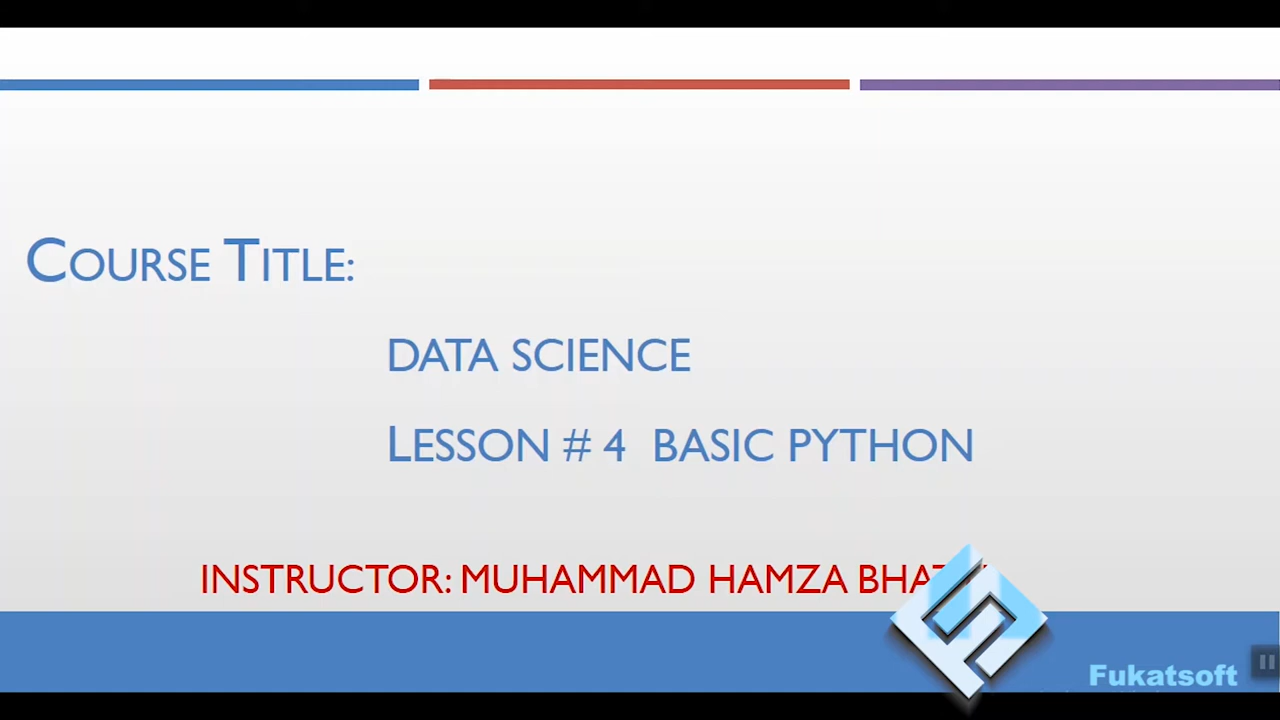 COURSE TITLE:
DATA SCIENCE
LESSON # 4 BASIC PYTHON
INSTRUCTOR: MUHAMMAD HAMZA
Fukatsoft